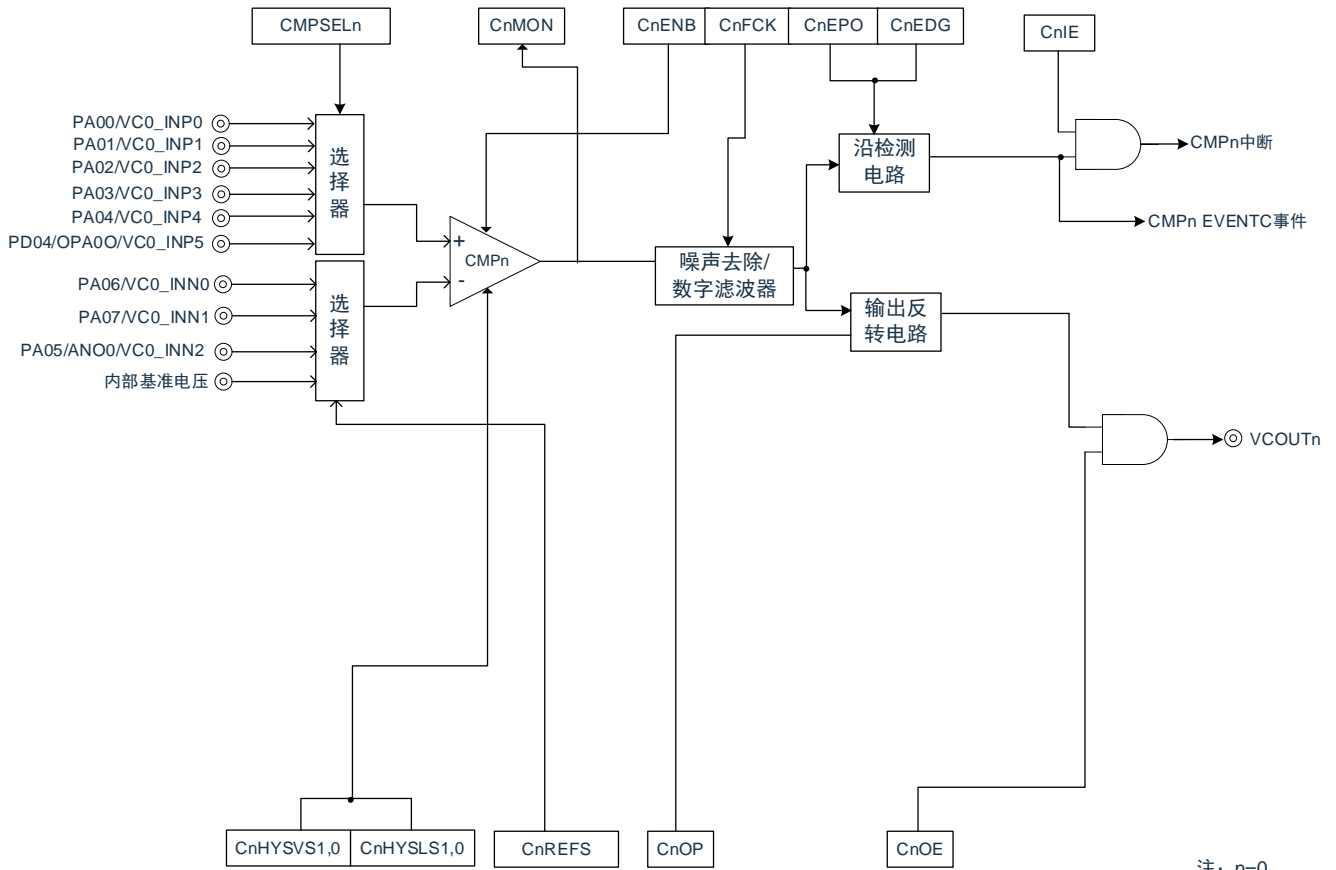 CMPSELn
CnMON
CnENB
CnFCK
CnEPO
CnEDG
CnIE
PA00/VC0_INP0
PA01/VC0_INP1
PA02/VC0_INP2
PA03/VC0_INP3
PA04/VC0_INP4
PD04/OPA0O/VC0_INP5
选
择
器
PA06/VC0_INN0
PA07/VC0_INN1
PA05/ANO0/VC0_INN2
内部基准电压
选
择
器
+
CMPn
-
噪声去除/
数字滤波器
沿检测
电路
输出反
转电路
CMPn中断
CMPn EVENTC事件
VCOUTn
CnHYSVS1,0
CnHYSLS1,0
CnREFS
CnOP
CnOE
注：n=0